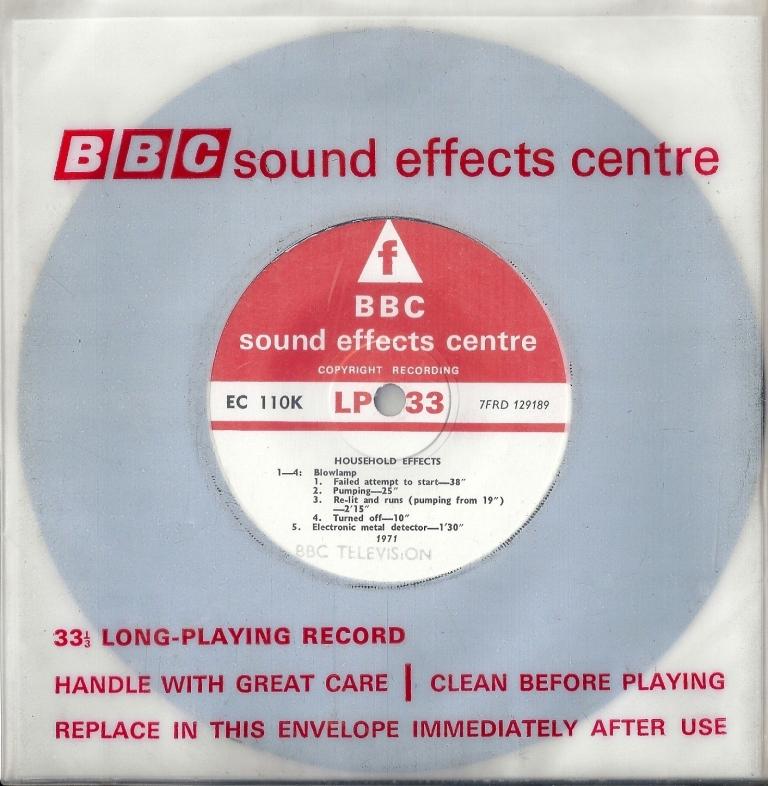 BBC sound effects centre
f
BBC
sound effects centre
COPYRIGHT RECORDING
EC 110K LP 33 7FRD 129189
HOUSEHOLD EFFECTS
1—4: Blowlamp
1. Failed attempt to start—38"
2. Pumping—25"
3. Re-lit and runs (pumping from 19")
—2'15"
4. Turned off—10"
5. Electronic metal detector—1'30"
1971
BBC TELEVISION
33⅓ LONG-PLAYING RECORD
HANDLE WITH GREAT CARE | CLEAN BEFORE PLAYING
REPLACE IN THIS ENVELOPE IMMEDIATELY AFTER USE